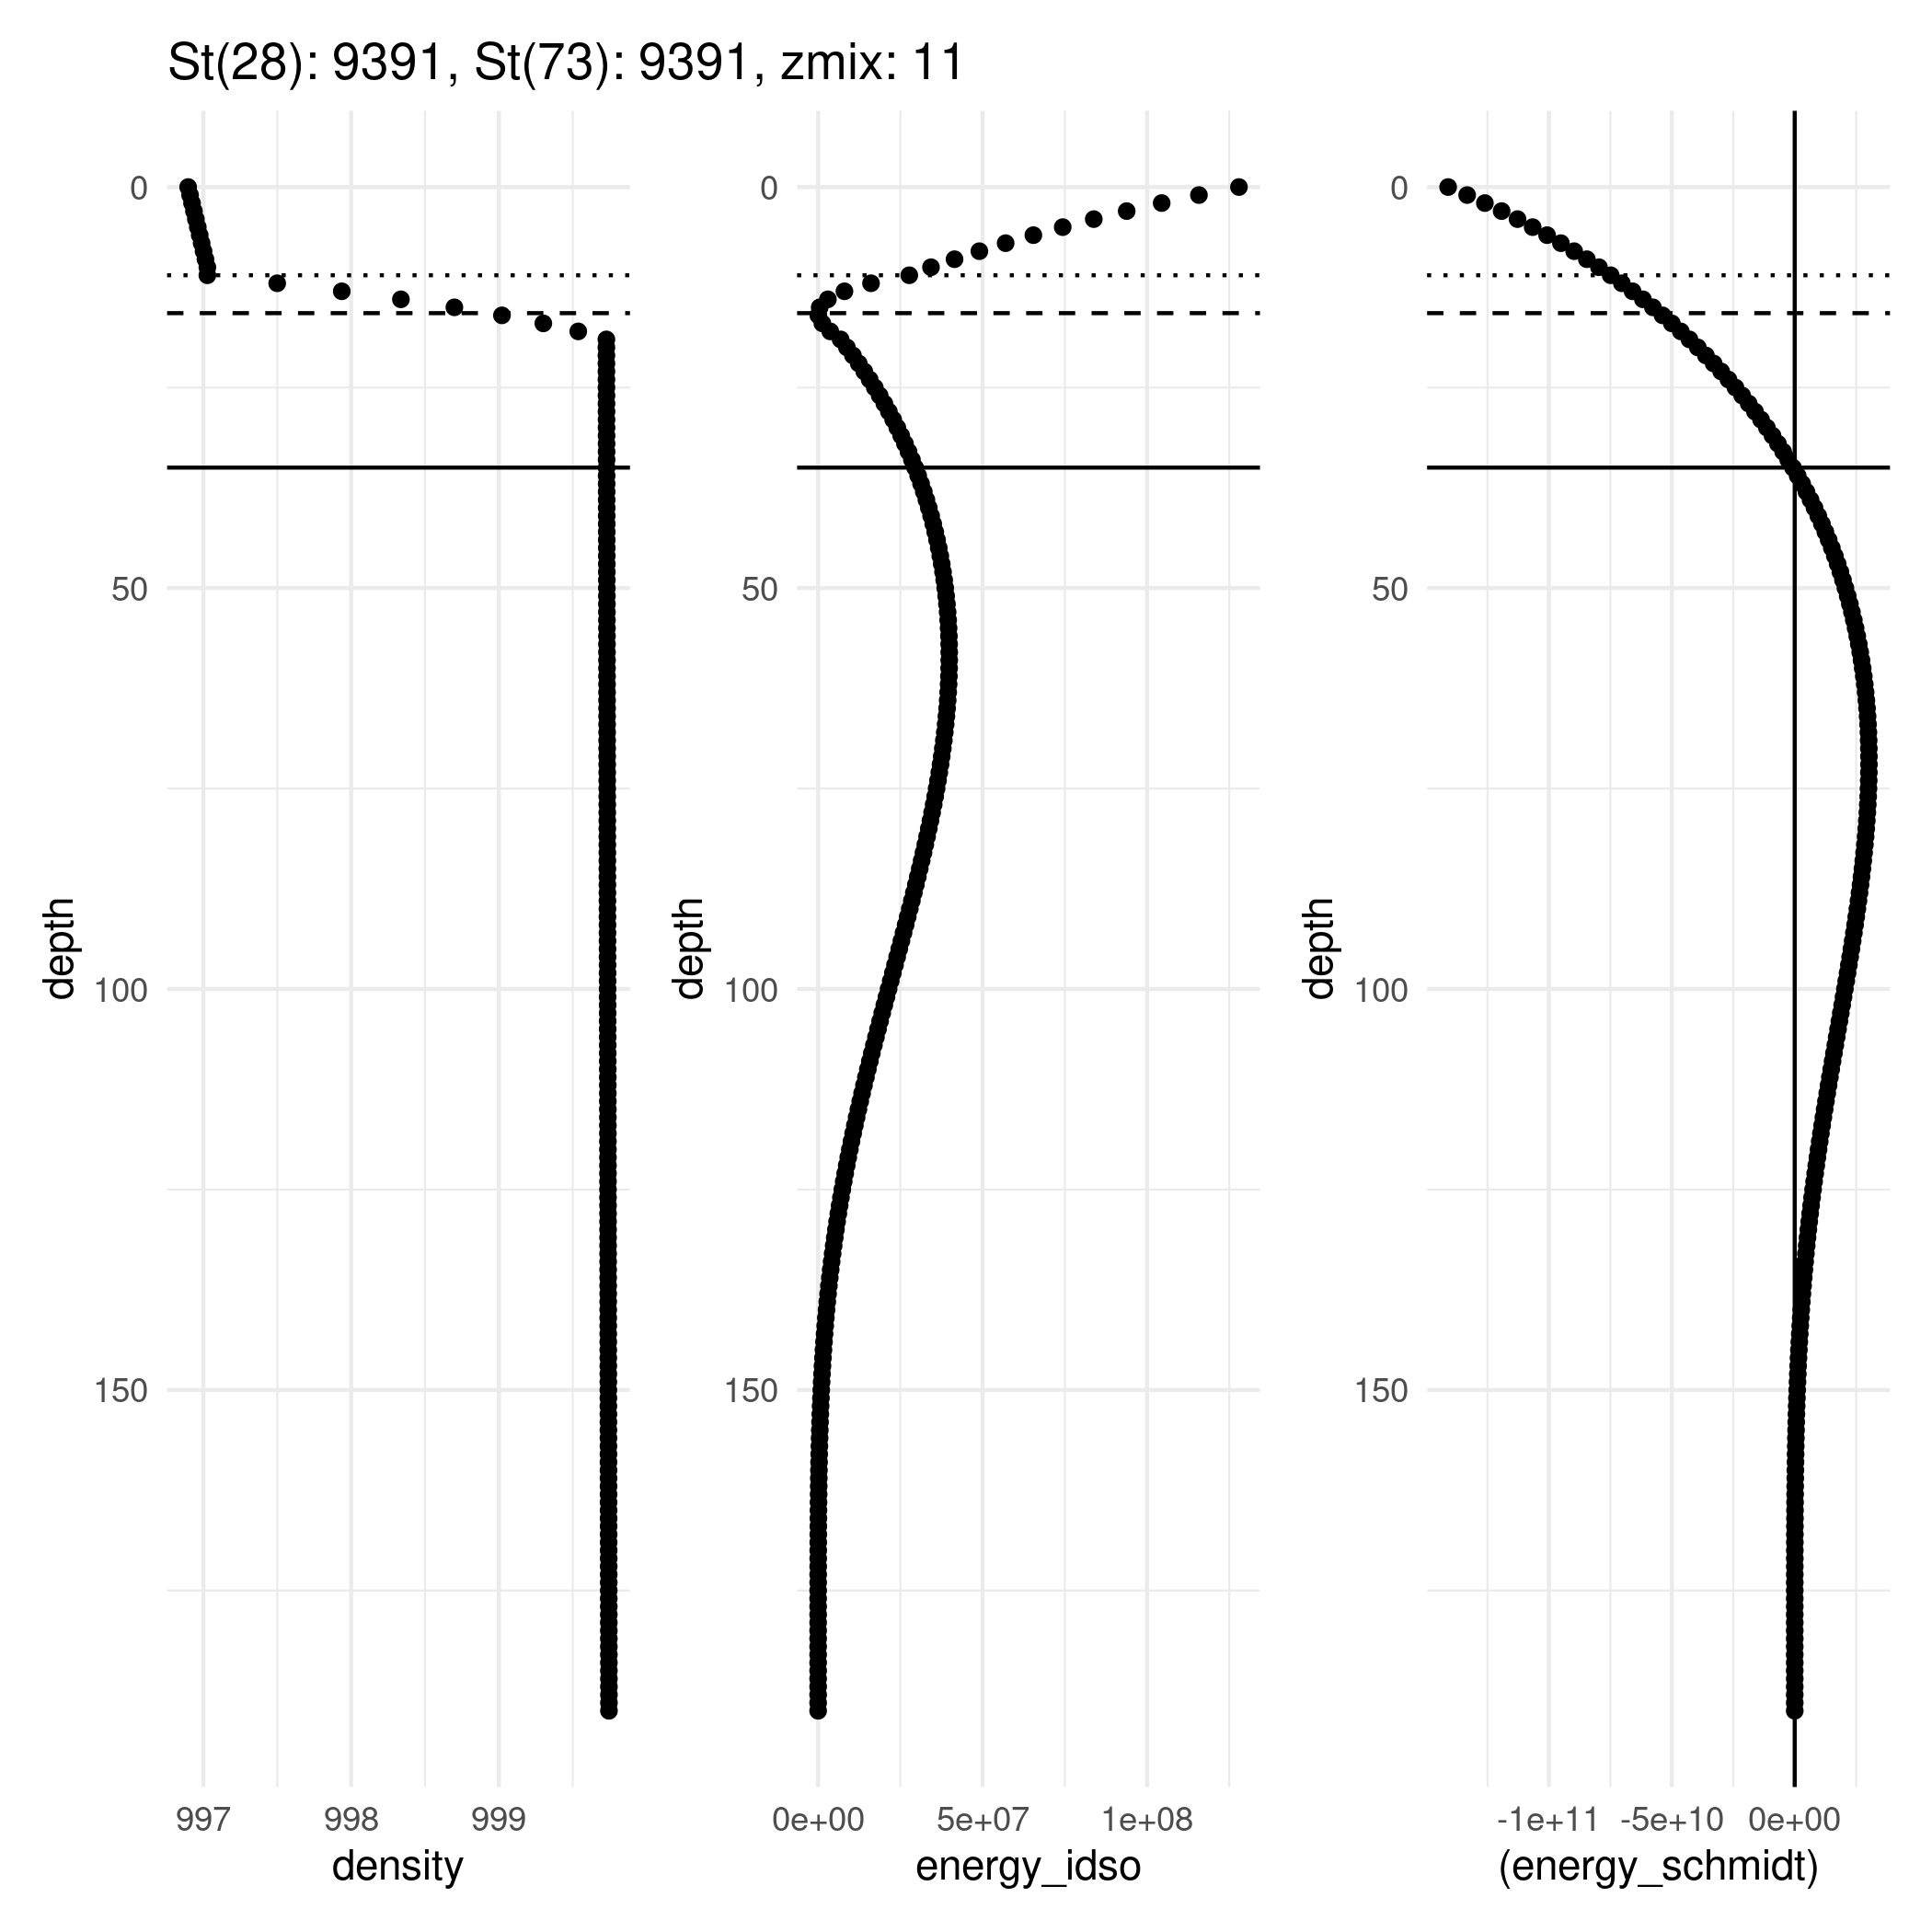 St(28): 9391, St(73): 9391, zmix: 11
0
50
100
150
depth
997 998 999
density
0
50
100
150
depth
0e+00 5e+07 1e+08
energy_idso
0
50
100
150
depth
-1e+11 -5e+10 0e+00
(energy_schmidt)